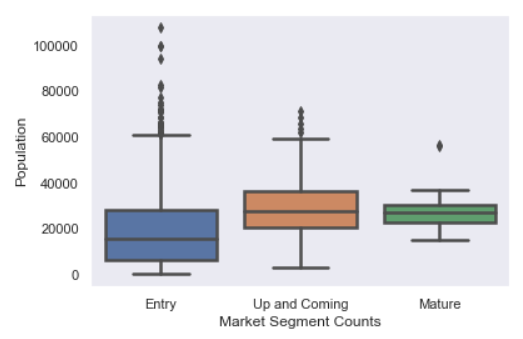 100000
80000
60000
40000
20000
0
Population
Entry
Up and Coming
Mature
Market Segment Counts